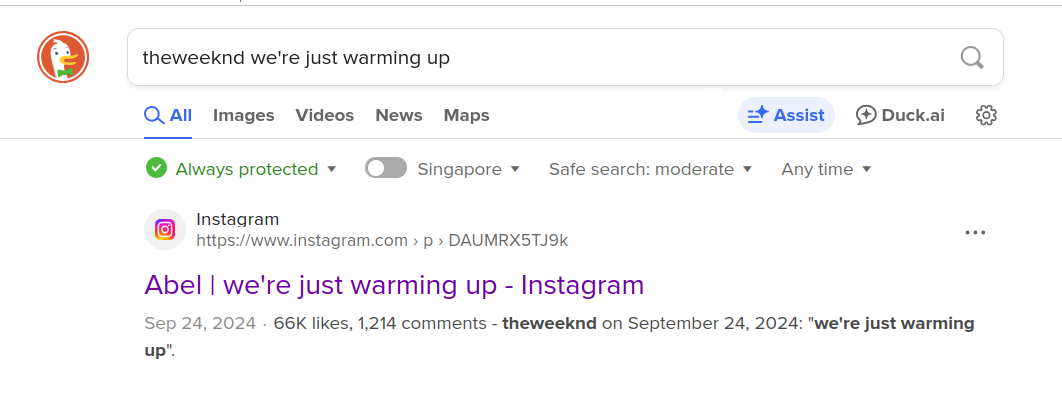 theweeknd we're just warming up
All Images Videos News Maps Assist Duck.ai
Always protected Singapore Safe search: moderate Any time
Instagram
https://www.instagram.com › p › DAUMRX5TJ9k
Abel | we're just warming up - Instagram
Sep 24, 2024 · 66K likes, 1,214 comments - theweeknd on September 24, 2024: "we're just warming
up".